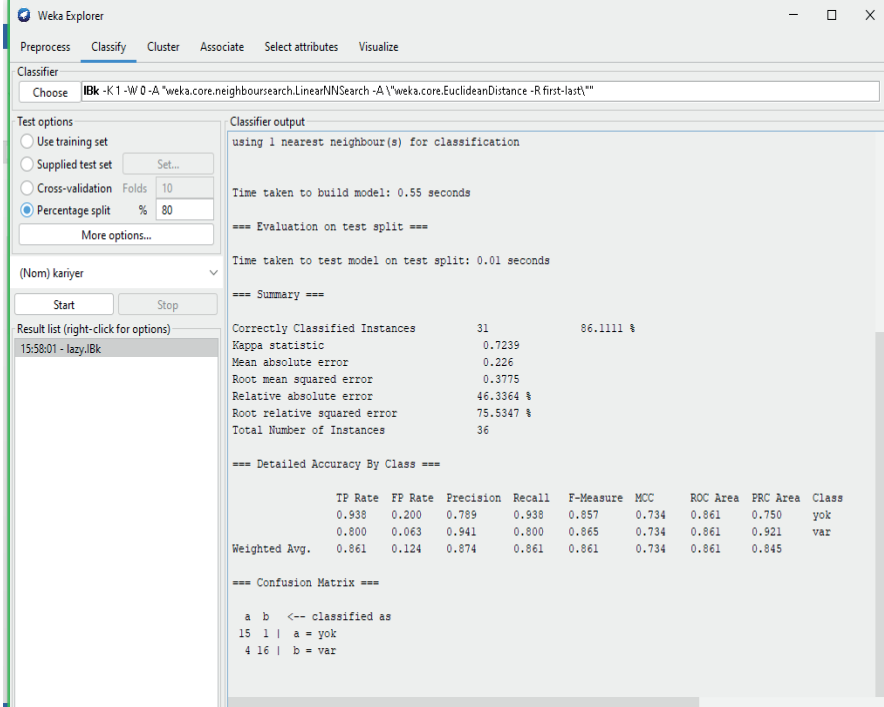 Weka Explorer
Preprocess Classify Cluster Associate Select attributes Visualize
Classifier
Choose IBk -K 1 -W 0 -A "weka.core.neighboursearch.LinearNNSearch -A \"weka.core.EuclideanDistance -R first-last\""
Test options
Use training set
Supplied test set Set...
Cross-validation Folds 10
Percentage split % 80
More options...
(Nom) kariyer
Start Stop
Result list (right-click for options)
15:58:01 - lazy.IBk
Classifier output
using 1 nearest neighbour(s) for classification
Time taken to build model: 0.55 seconds
=== Evaluation on test split ===
Time taken to test model on test split: 0.01 seconds
=== Summary ===
Correctly Classified Instances 31 86.1111 %
Kappa statistic 0.7239
Mean absolute error 0.226
Root mean squared error 0.3775
Relative absolute error 46.3364 %
Root relative squared error 75.5347 %
Total Number of Instances 36
=== Detailed Accuracy By Class ===
TP Rate FP Rate Precision Recall F-Measure MCC ROC Area PRC Area Class
0.938 0.200 0.789 0.938 0.857 0.734 0.861 0.750 yok
0.800 0.063 0.941 0.800 0.865 0.734 0.861 0.921 var
Weighted Avg. 0.861 0.124 0.874 0.861 0.861 0.734 0.861 0.845
=== Confusion Matrix ===
a b <-- classified as
15 1 | a = yok
4 16 | b = var